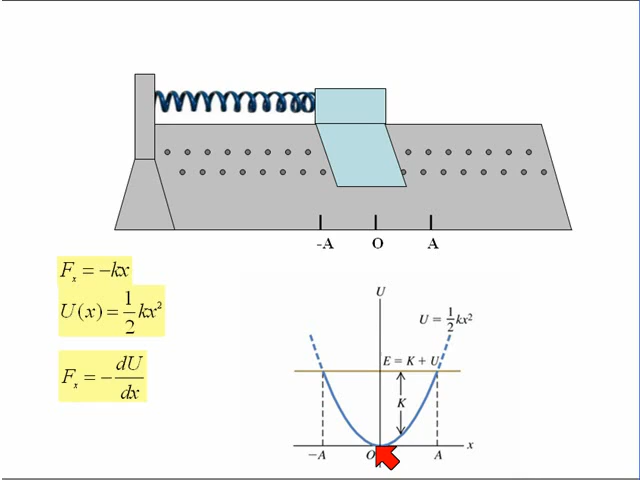 -A O A
Fₓ = -kx
U(x) = 1/2 kx²
Fₓ = - dU/dx
U
U = 1/2 kx²
E = K + U
K
-A O A x